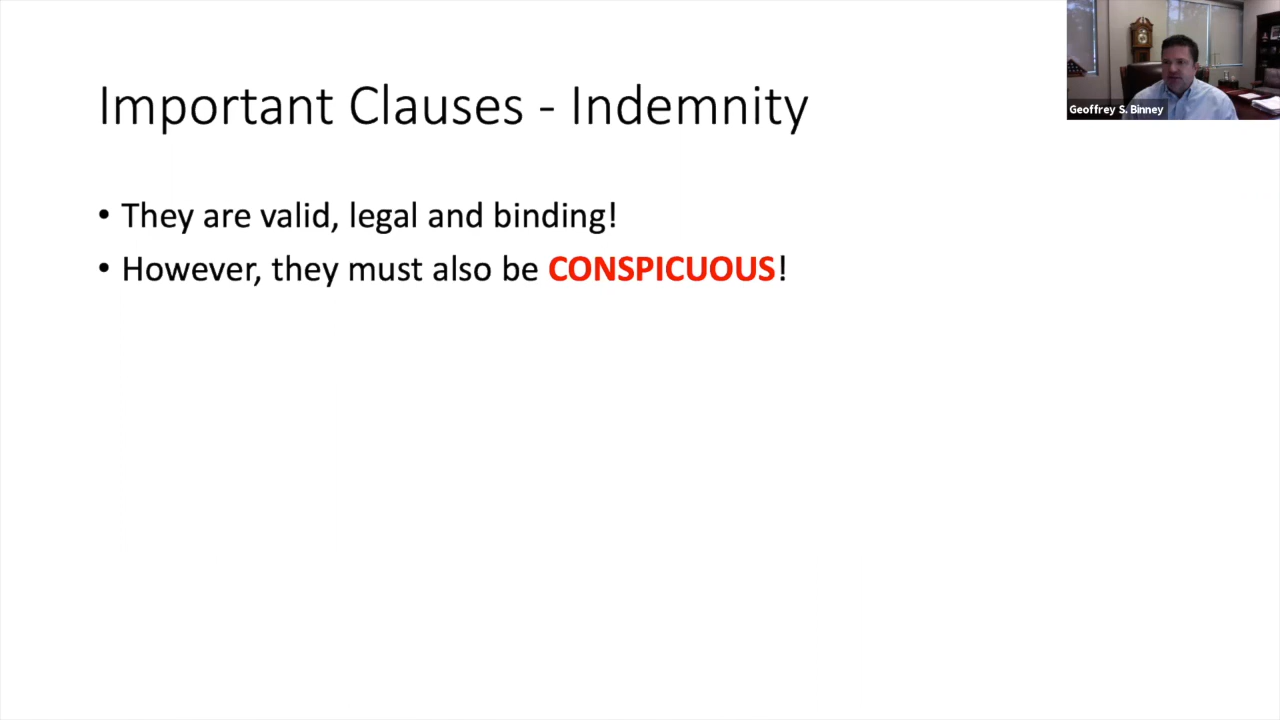 Important Clauses - Indemnity
• They are valid, legal and binding!
• However, they must also be CONSPICUOUS!
Geoffrey S. Binney